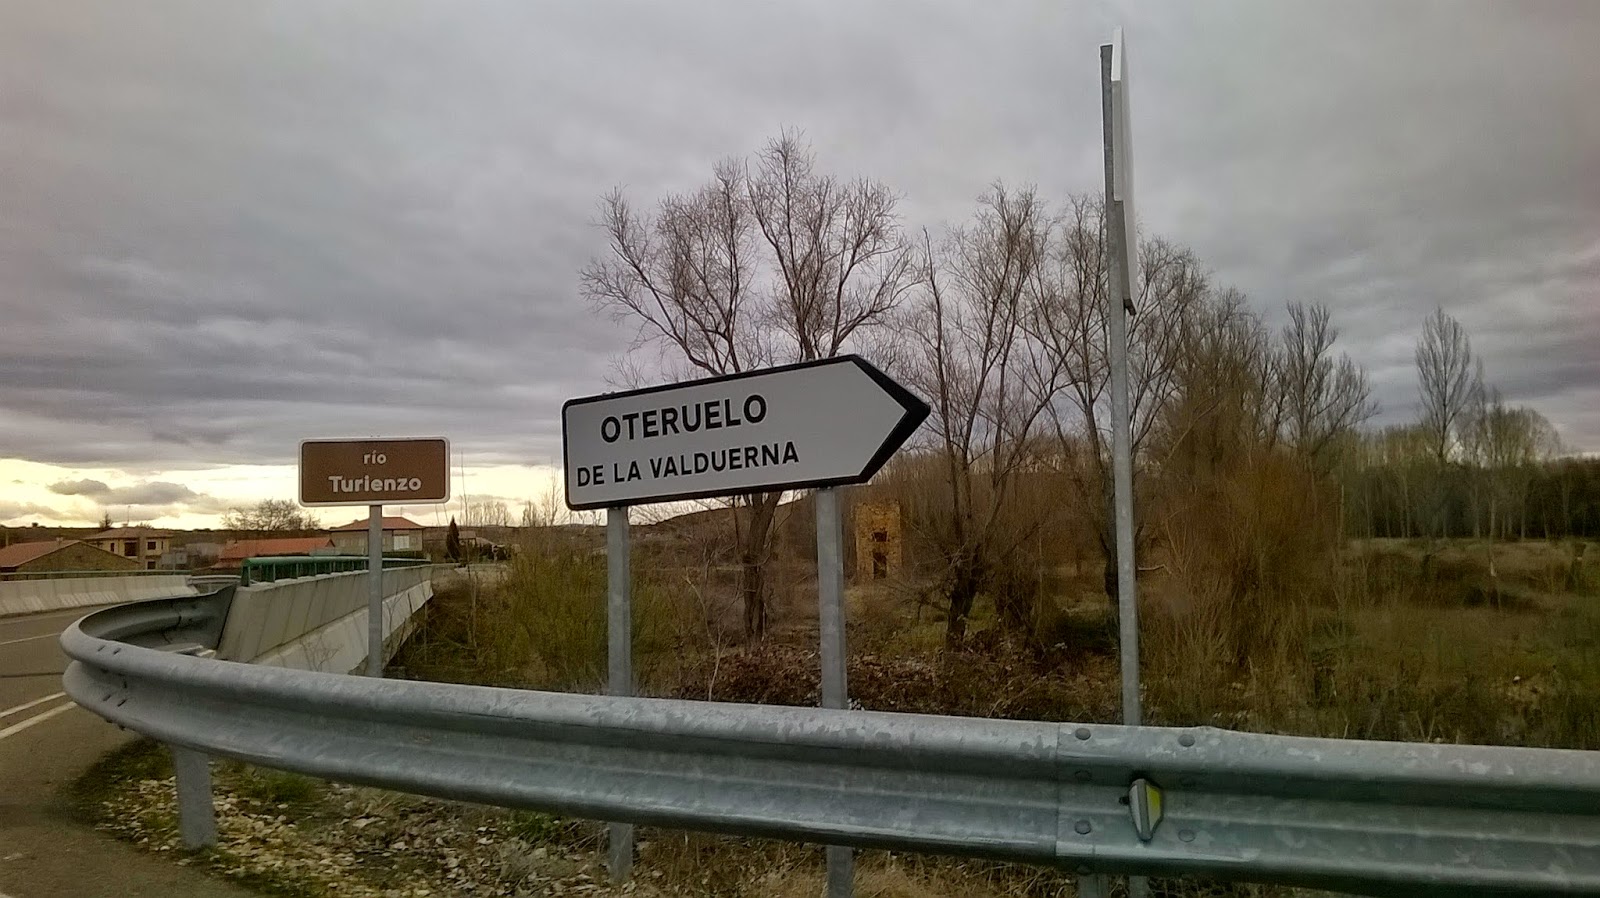 río
Turienzo
OTERUELO
DE LA VALDUERNA